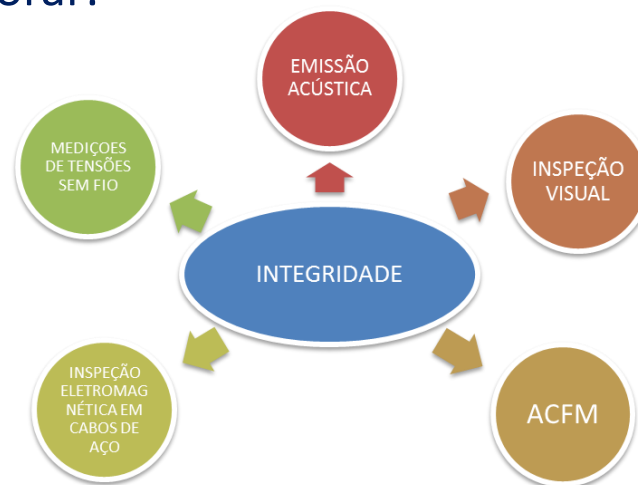 EMISSÃO
ACÚSTICA
MEDIÇOES
DE TENSÕES
SEM FIO
INSPEÇÃO
VISUAL
INTEGRIDADE
INSPEÇÃO
ELETROMAG
NÉTICA EM
CABOS DE
AÇO
ACFM